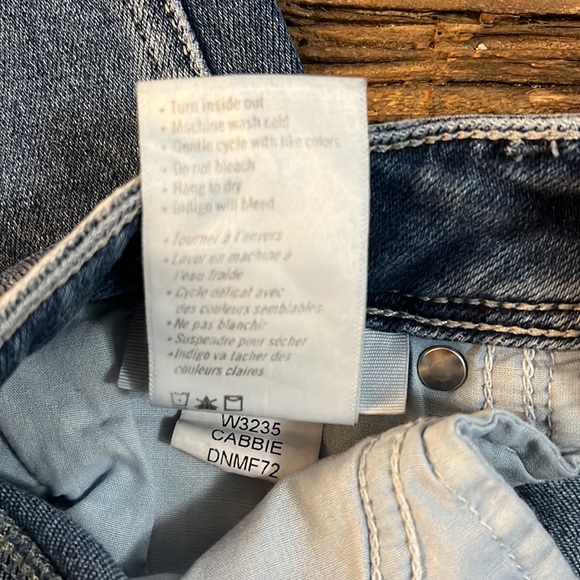 • Turn inside out
• Machine wash cold
• Gentle cycle with like colors
• Do not bleach
• Hang to dry
• Indigo will bleed
• Tourner à l'envers
• Laver en machine à
l'eau froide
• Cycle délicat avec
des couleurs semblables
• Ne pas blanchir
• Suspendre pour sécher
• Indigo va tacher des
couleurs claires
W3235
CABBIE
DNMF72